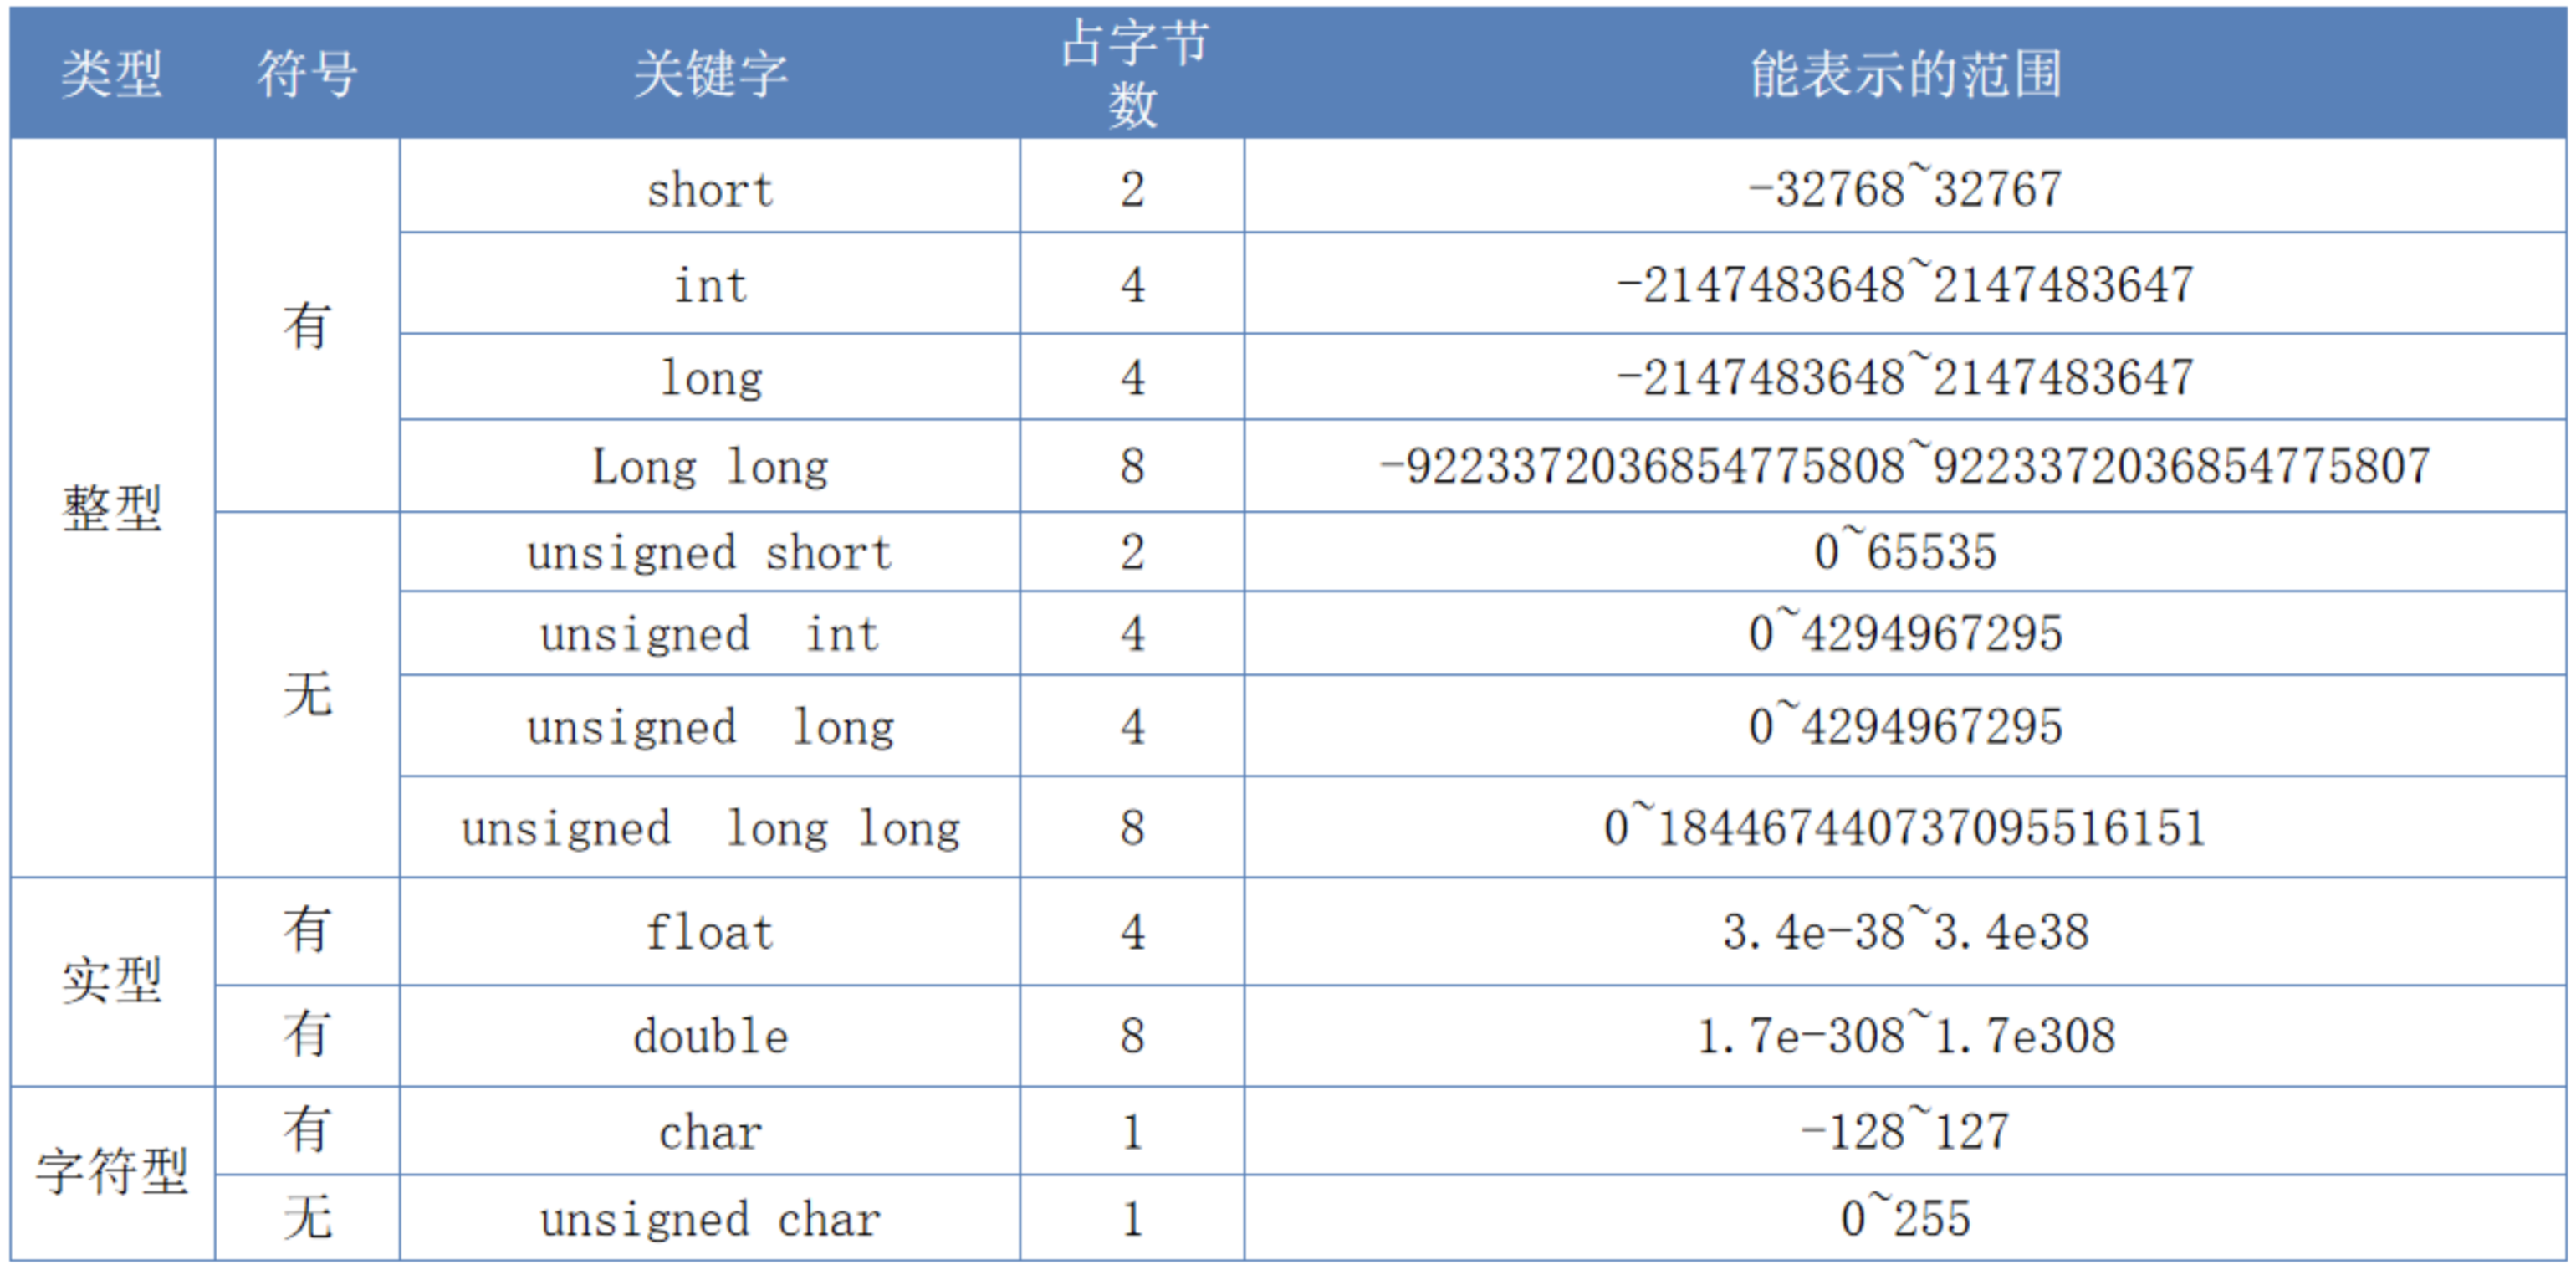 类型 符号 关键字 占字节数 能表示的范围
整型 有 short 2 -32768~32767
int 4 -2147483648~2147483647
long 4 -2147483648~2147483647
Long long 8 -9223372036854775808~9223372036854775807
无 unsigned short 2 0~65535
unsigned int 4 0~4294967295
unsigned long 4 0~4294967295
unsigned long long 8 0~184467440737095516151
实型 有 float 4 3.4e-38~3.4e38
有 double 8 1.7e-308~1.7e308
字符型 有 char 1 -128~127
无 unsigned char 1 0~255